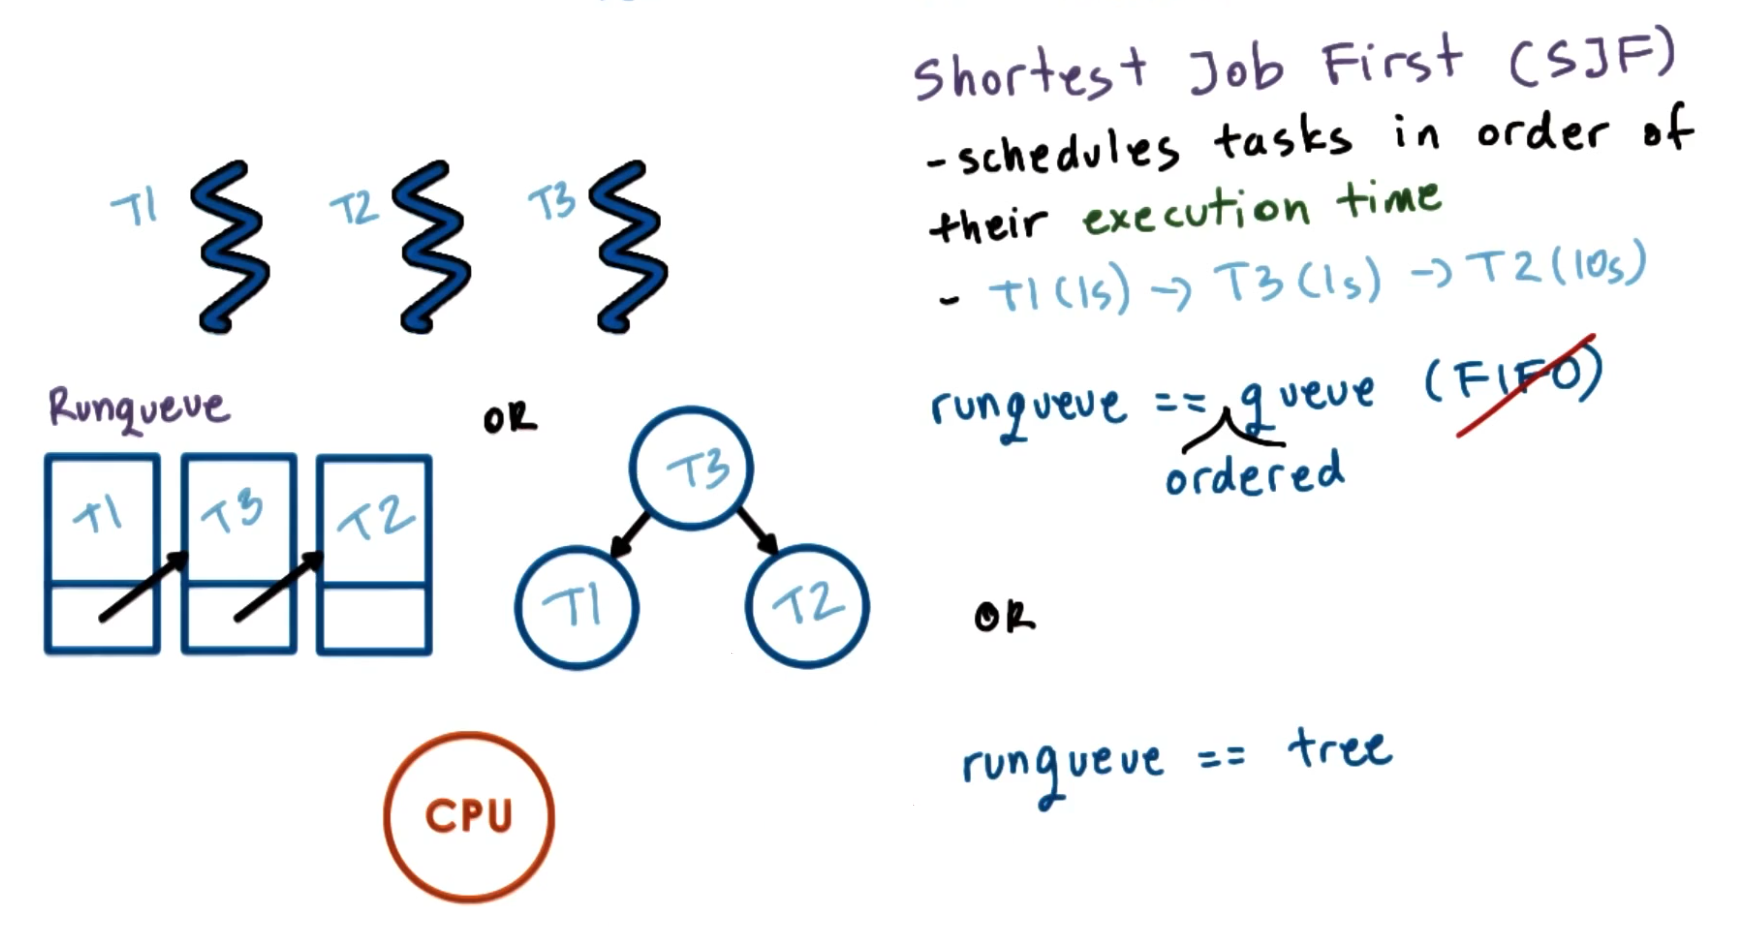 Shortest Job First (SJF)
- schedules tasks in order of
their execution time
- T1 (1s) -> T3 (1s) -> T2 (10s)
T1 T2 T3
Runqueue OR
T1 T3 T2
T3
T1 T2
CPU
runqueue == queue (FIFO)
ordered
OR
runqueue == tree